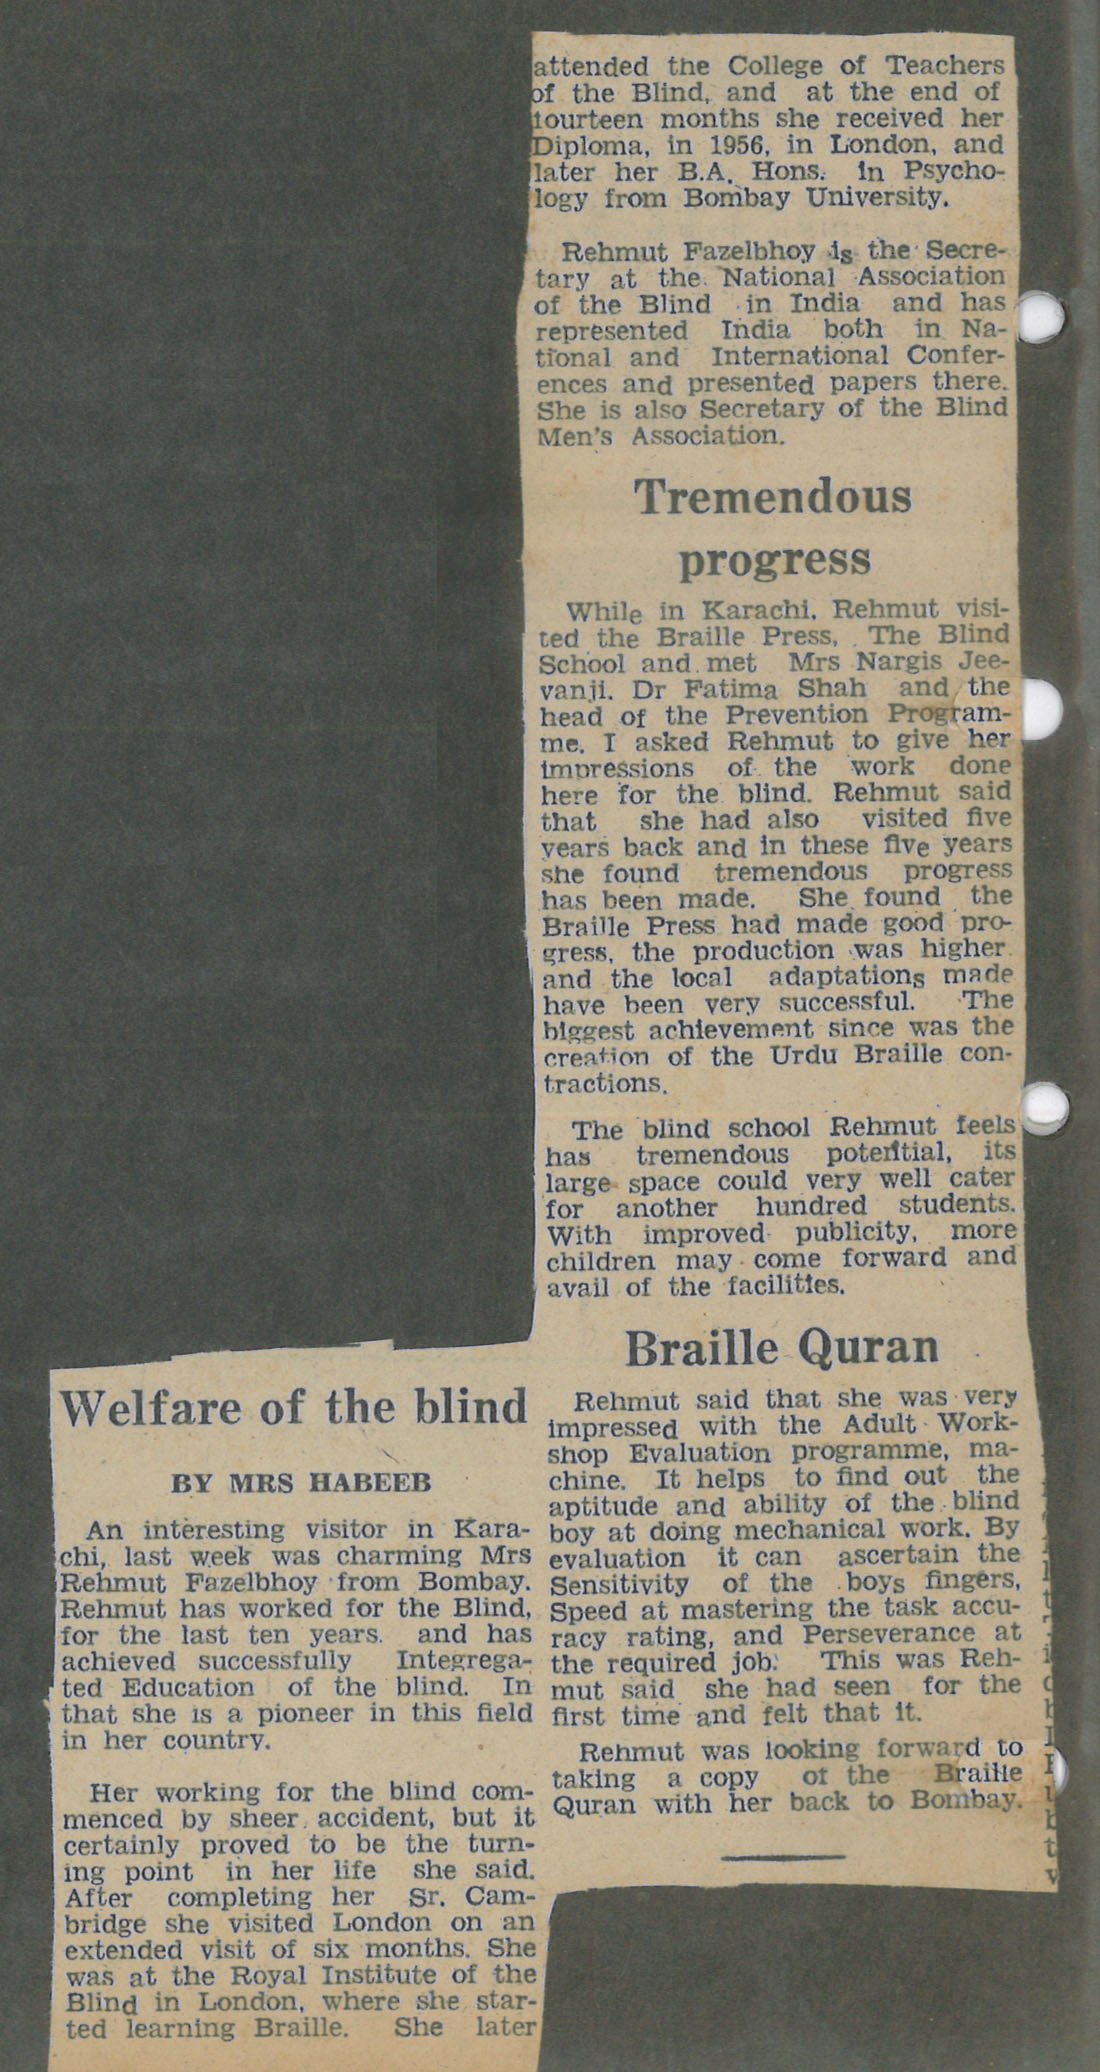 Welfare of the blind
BY MRS HABEEB
An interesting visitor in Kara-
chi, last week was charming Mrs
Rehmut Fazelbhoy from Bombay.
Rehmut has worked for the Blind,
for the last ten years. and has
achieved successfully Integrega-
ted Education of the blind. In
that she is a pioneer in this field
in her country.
Her working for the blind com-
menced by sheer accident, but it
certainly proved to be the turn-
ing point in her life she said.
After completing her Sr. Cam-
bridge she visited London on an
extended visit of six months. She
was at the Royal Institute of the
Blind in London, where she star-
ted learning Braille. She later
attended the College of Teachers
of the Blind, and at the end of
fourteen months she received her
Diploma, in 1956, in London, and
later her B.A. Hons. in Psycho-
logy from Bombay University.
Rehmut Fazelbhoy is the Secre-
tary at the National Association
of the Blind in India and has
represented India both in Na-
tional and International Confer-
ences and presented papers there.
She is also Secretary of the Blind
Men's Association.
Tremendous
progress
While in Karachi, Rehmut visi-
ted the Braille Press, The Blind
School and met Mrs Nargis Jee-
vanji, Dr Fatima Shah and the
head of the Prevention Program-
me. I asked Rehmut to give her
impressions of the work done
here for the blind. Rehmut said
that she had also visited five
years back and in these five years
she found tremendous progress
has been made. She found the
Braille Press had made good pro-
gress, the production was higher
and the local adaptations made
have been very successful. The
biggest achievement since was the
creation of the Urdu Braille con-
tractions.
The blind school Rehmut feels
has tremendous potential, its
large space could very well cater
for another hundred students.
With improved publicity, more
children may come forward and
avail of the facilities.
Braille Quran
Rehmut said that she was very
impressed with the Adult Work-
shop Evaluation programme, ma-
chine. It helps to find out the
aptitude and ability of the blind
boy at doing mechanical work. By
evaluation it can ascertain the
Sensitivity of the boys fingers,
Speed at mastering the task accu-
racy rating, and Perseverance at
the required job. This was Reh-
mut said she had seen for the
first time and felt that it.
Rehmut was looking forward to
taking a copy of the Braille
Quran with her back to Bombay.